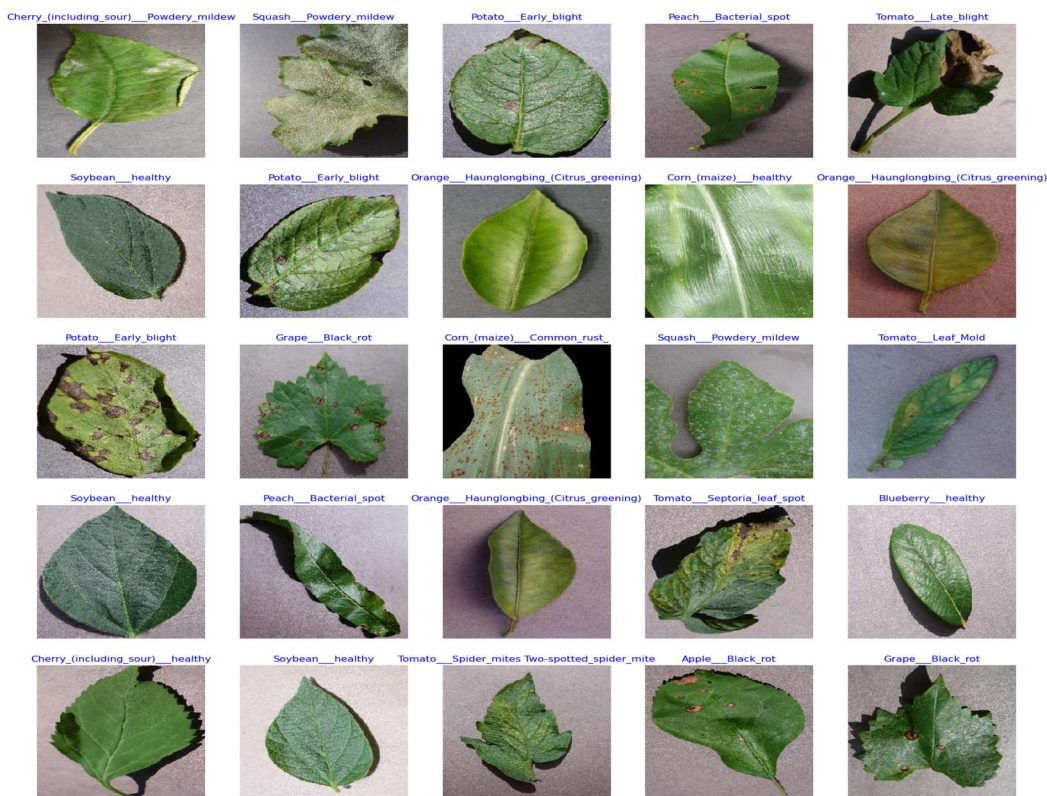 Cherry_(including_sour)___Powdery_mildew
Squash___Powdery_mildew
Potato___Early_blight
Peach___Bacterial_spot
Tomato___Late_blight
Soybean___healthy
Potato___Early_blight
Orange___Haunglongbing_(Citrus_greening)
Corn_(maize)___healthy
Orange___Haunglongbing_(Citrus_greening)
Potato___Early_blight
Grape___Black_rot
Corn_(maize)___Common_rust_
Squash___Powdery_mildew
Tomato___Leaf_Mold
Soybean___healthy
Peach___Bacterial_spot
Orange___Haunglongbing_(Citrus_greening)
Tomato___Septoria_leaf_spot
Blueberry___healthy
Cherry_(including_sour)___healthy
Soybean___healthy
Tomato___Spider_mites Two-spotted_spider_mite
Apple___Black_rot
Grape___Black_rot